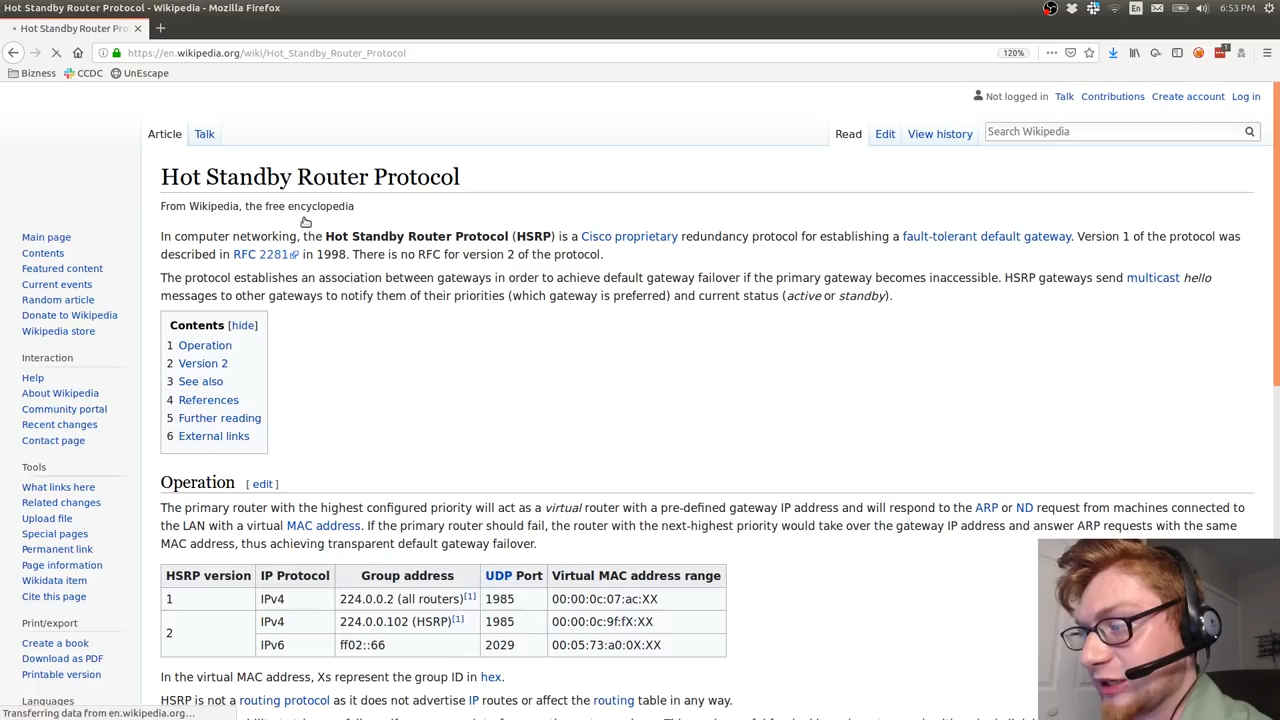 Hot Standby Router Protocol - Wikipedia - Mozilla Firefox
En
6:53 PM
Hot Standby Router Pro
https://en.wikipedia.org/wiki/Hot_Standby_Router_Protocol
120%
1
Bizness
CCDC
UnEscape
Not logged in Talk Contributions Create account Log in
Article Talk
Read Edit View history
Search Wikipedia
Hot Standby Router Protocol
From Wikipedia, the free encyclopedia
In computer networking, the Hot Standby Router Protocol (HSRP) is a Cisco proprietary redundancy protocol for establishing a fault-tolerant default gateway. Version 1 of the protocol was
described in RFC 2281 in 1998. There is no RFC for version 2 of the protocol.
The protocol establishes an association between gateways in order to achieve default gateway failover if the primary gateway becomes inaccessible. HSRP gateways send multicast hello
messages to other gateways to notify them of their priorities (which gateway is preferred) and current status (active or standby).
Contents [hide]
1 Operation
2 Version 2
3 See also
4 References
5 Further reading
6 External links
Operation [ edit ]
The primary router with the highest configured priority will act as a virtual router with a pre-defined gateway IP address and will respond to the ARP or ND request from machines connected to
the LAN with a virtual MAC address. If the primary router should fail, the router with the next-highest priority would take over the gateway IP address and answer ARP requests with the same
MAC address, thus achieving transparent default gateway failover.
HSRP version IP Protocol Group address UDP Port Virtual MAC address range
1 IPv4 224.0.0.2 (all routers)[1] 1985 00:00:0c:07:ac:XX
2 IPv4 224.0.0.102 (HSRP)[1] 1985 00:00:0c:9f:fX:XX
IPv6 ff02::66 2029 00:05:73:a0:0X:XX
In the virtual MAC address, Xs represent the group ID in hex.
HSRP is not a routing protocol as it does not advertise IP routes or affect the routing table in any way.
Main page
Contents
Featured content
Current events
Random article
Donate to Wikipedia
Wikipedia store
Interaction
Help
About Wikipedia
Community portal
Recent changes
Contact page
Tools
What links here
Related changes
Upload file
Special pages
Permanent link
Page information
Wikidata item
Cite this page
Print/export
Create a book
Download as PDF
Printable version
Languages
Transferring data from en.wikipedia.org...